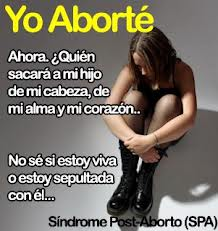 Yo Aborté
Ahora. ¿Quién
sacará a mi hijo
de mi cabeza, de
mi alma y mi corazón..
No sé si estoy viva
o estoy sepultada
con él...
Síndrome Post-Aborto (SPA)